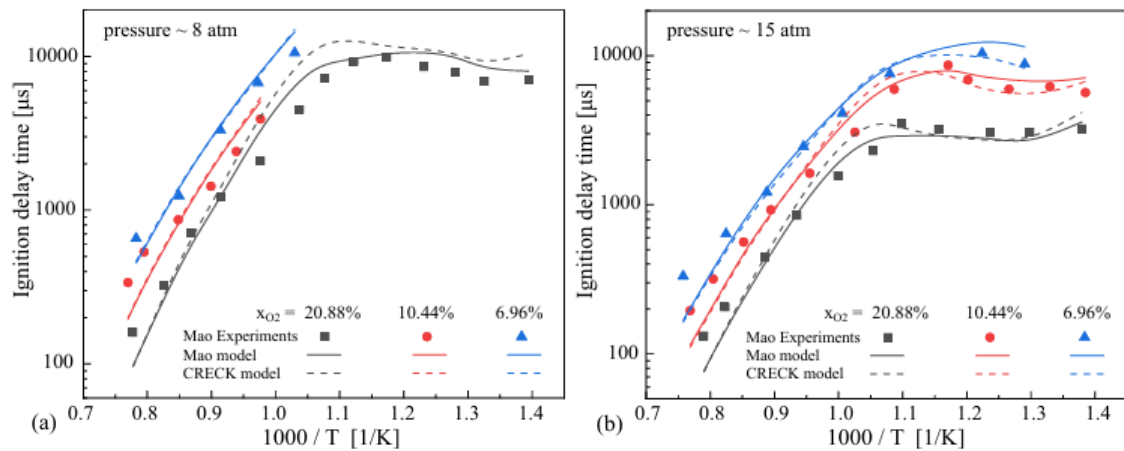 pressure ~ 8 atm
Ignition delay time [μs]
10000
1000
100
x_O2 = 20.88% 10.44% 6.96%
Mao Experiments
Mao model
CRECK model
0.7 0.8 0.9 1.0 1.1 1.2 1.3 1.4
(a)
1000 / T [1/K]
pressure ~ 15 atm
Ignition delay time [μs]
10000
1000
100
x_O2 = 20.88% 10.44% 6.96%
Mao Experiments
Mao model
CRECK model
0.7 0.8 0.9 1.0 1.1 1.2 1.3 1.4
(b)
1000 / T [1/K]